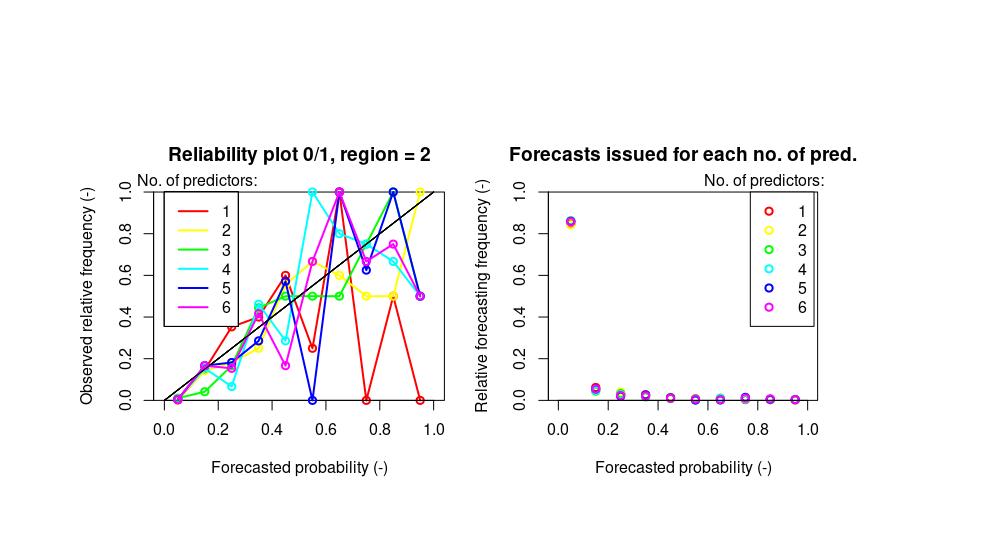 Reliability plot 0/1, region = 2
No. of predictors:
1
2
3
4
5
6
Observed relative frequency (-)
0.0 0.2 0.4 0.6 0.8 1.0
0.0 0.2 0.4 0.6 0.8 1.0
Forecasted probability (-)
Forecasts issued for each no. of pred.
No. of predictors:
1
2
3
4
5
6
Relative forecasting frequency (-)
0.0 0.2 0.4 0.6 0.8 1.0
0.0 0.2 0.4 0.6 0.8 1.0
Forecasted probability (-)